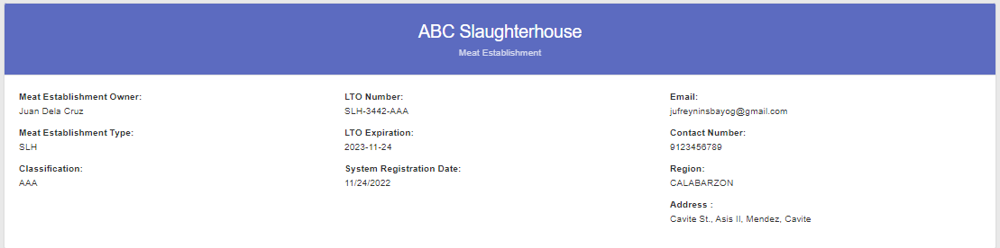 ABC Slaughterhouse
Meat Establishment
Meat Establishment Owner:
Juan Dela Cruz
Meat Establishment Type:
SLH
Classification:
AAA
LTO Number:
SLH-3442-AAA
LTO Expiration:
2023-11-24
System Registration Date:
11/24/2022
Email:
jufreyninsbayog@gmail.com
Contact Number:
9123456789
Region:
CALABARZON
Address :
Cavite St., Asis II, Mendez, Cavite